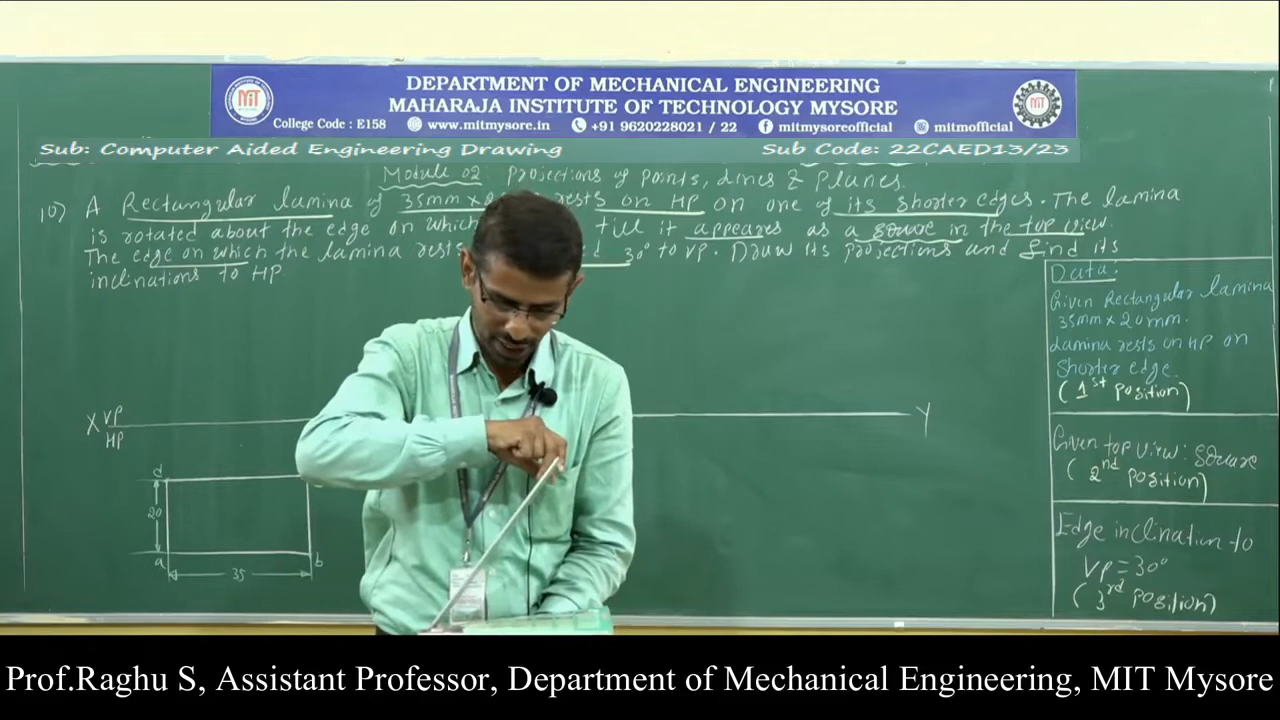 DEPARTMENT OF MECHANICAL ENGINEERING
MAHARAJA INSTITUTE OF TECHNOLOGY MYSORE
College Code : E158 www.mitmysore.in +91 9620228021 / 22 mitmysoreofficial mitmofficial
MIT
MIT
Sub: Computer Aided Engineering Drawing Sub Code: 22CAED13/23
Module 02: Projections of Points, Lines & Planes.
10) A Rectangular lamina of 35mm x rests on HP on one of its shorter edges. The lamina
is rotated about the edge on which till it appears as a square in the top view.
The edge on which the lamina rests 30° to VP. Draw its projections and find its
inclinations to HP
Data:
Given Rectangular lamina
35mm x 20mm.
Lamina rests on HP on
Shorter edge.
(1st position)
Given top view: square
(2nd position)
Edge inclination to
VP = 30°
(3rd position)
X VP Y
HP
d
20
a b
35
Prof.Raghu S, Assistant Professor, Department of Mechanical Engineering, MIT Mysore